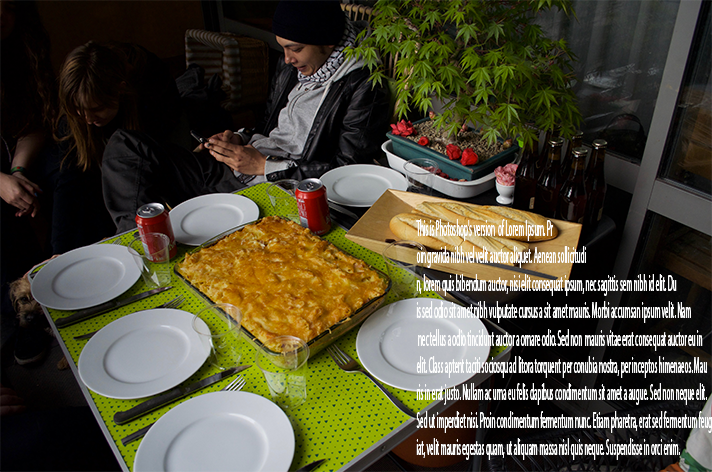 This is Photoshop's version of Lorem Ipsum. Pr
oin gravida nibh vel velit auctor aliquet. Aenean sollicitudi
n, lorem quis bibendum auctor, nisi elit consequat ipsum, nec sagittis sem nibh id elit. Du
is sed odio sit amet nibh vulputate cursus a sit amet mauris. Morbi accumsan ipsum velit. Nam
nec tellus a odio tincidunt auctor a ornare odio. Sed non mauris vitae erat consequat auctor eu in
elit. Class aptent taciti sociosqu ad litora torquent per conubia nostra, per inceptos himenaeos. Mau
ris in erat justo. Nullam ac urna eu felis dapibus condimentum sit amet a augue. Sed non neque elit.
Sed ut imperdiet nisi. Proin condimentum fermentum nunc. Etiam pharetra, erat sed fermentum feug
iat, velit mauris egestas quam, ut aliquam massa nisl quis neque. Suspendisse in orci enim.